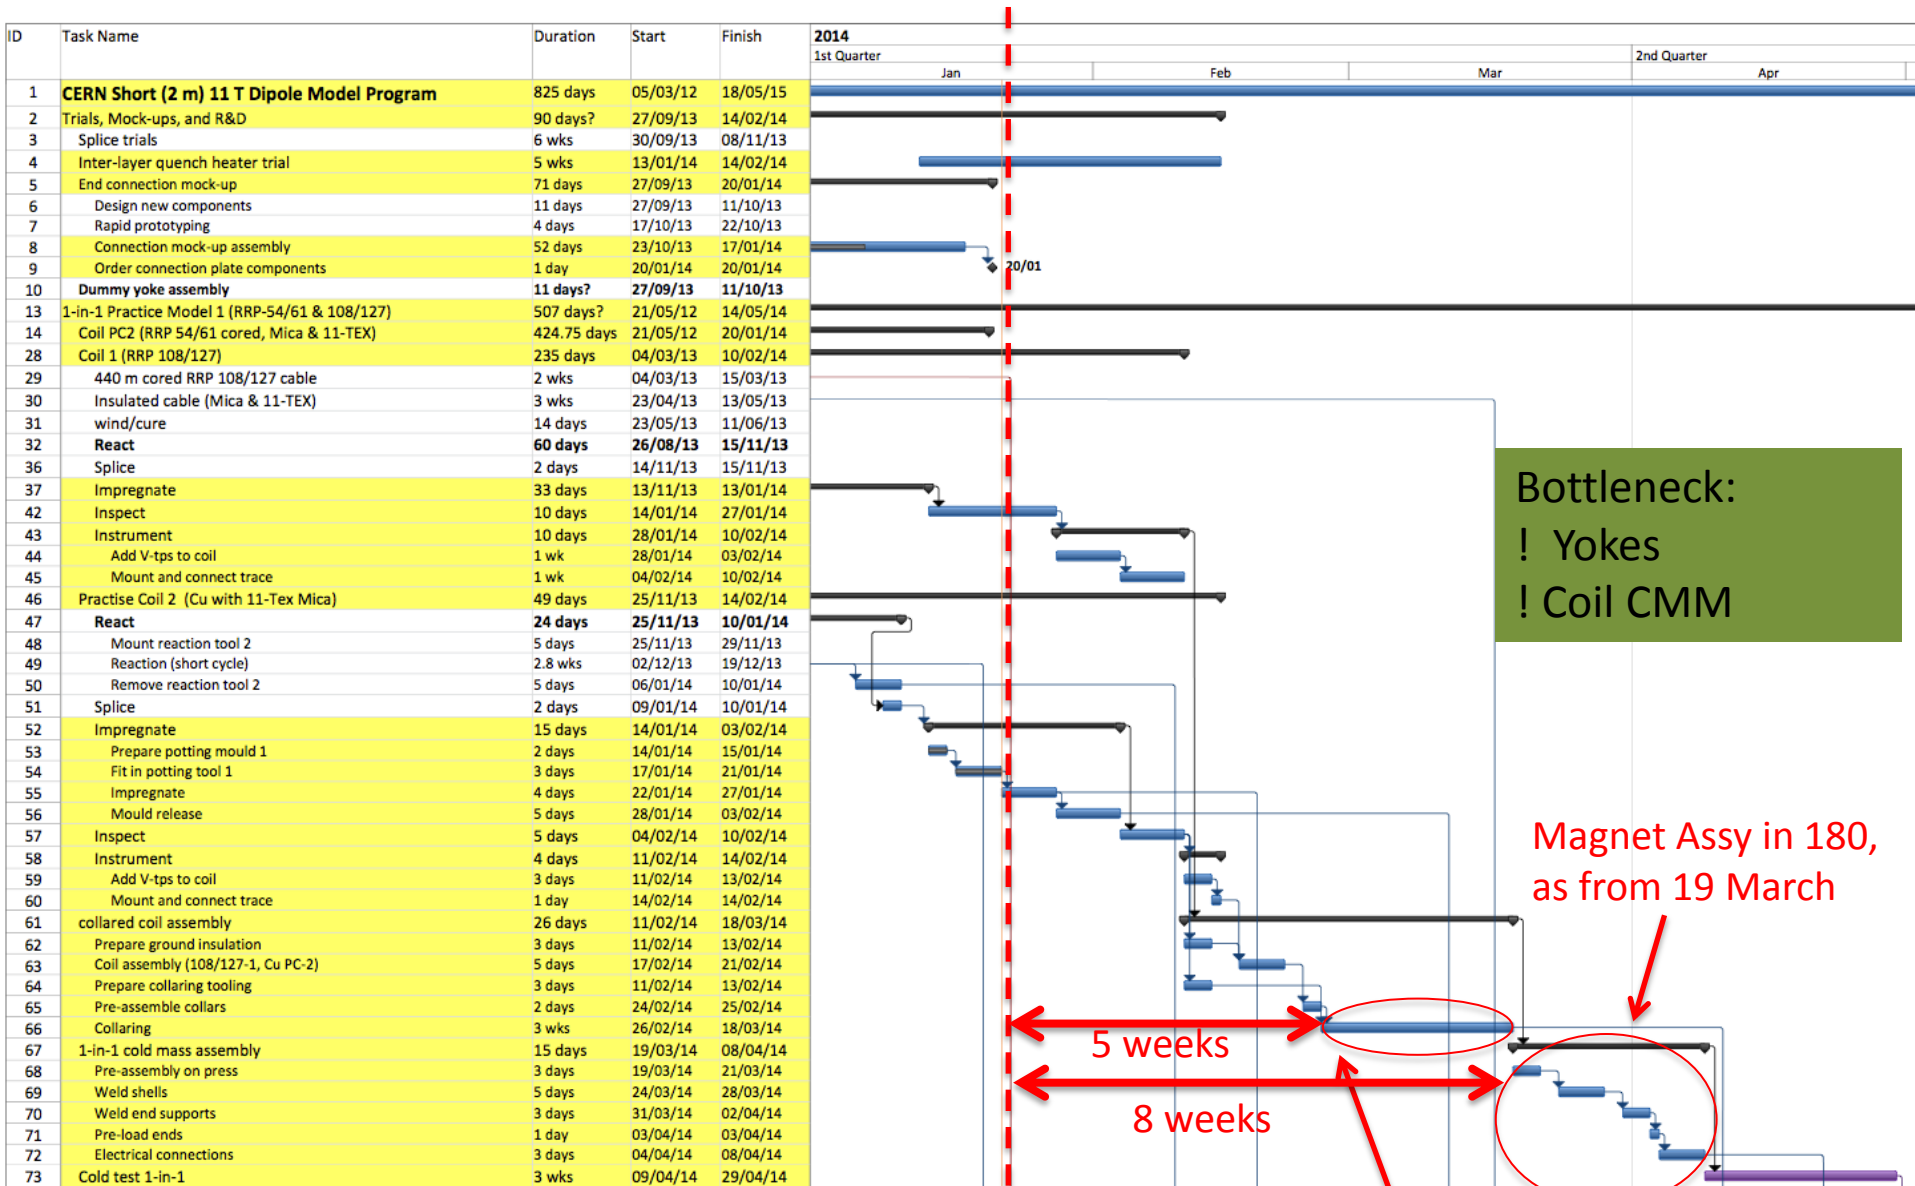 ID Task Name Duration Start Finish 2014
1st Quarter 2nd Quarter
Jan Feb Mar Apr
1 CERN Short (2 m) 11 T Dipole Model Program 825 days 05/03/12 18/05/15
2 Trials, Mock-ups, and R&D 90 days? 27/09/13 14/02/14
3 Splice trials 6 wks 30/09/13 08/11/13
4 Inter-layer quench heater trial 5 wks 13/01/14 14/02/14
5 End connection mock-up 71 days 27/09/13 20/01/14
6 Design new components 11 days 27/09/13 11/10/13
7 Rapid prototyping 4 days 17/10/13 22/10/13
8 Connection mock-up assembly 52 days 23/10/13 17/01/14
9 Order connection plate components 1 day 20/01/14 20/01/14 20/01
10 Dummy yoke assembly 11 days? 27/09/13 11/10/13
13 1-in-1 Practice Model 1 (RRP-54/61 & 108/127) 507 days? 21/05/12 14/05/14
14 Coil PC2 (RRP 54/61 cored, Mica & 11-TEX) 424.75 days 21/05/12 20/01/14
28 Coil 1 (RRP 108/127) 235 days 04/03/13 10/02/14
29 440 m cored RRP 108/127 cable 2 wks 04/03/13 15/03/13
30 Insulated cable (Mica & 11-TEX) 3 wks 23/04/13 13/05/13
31 wind/cure 14 days 23/05/13 11/06/13
32 React 60 days 26/08/13 15/11/13
36 Splice 2 days 14/11/13 15/11/13
37 Impregnate 33 days 13/11/13 13/01/14
42 Inspect 10 days 14/01/14 27/01/14
43 Instrument 10 days 28/01/14 10/02/14
44 Add V-tps to coil 1 wk 28/01/14 03/02/14
45 Mount and connect trace 1 wk 04/02/14 10/02/14
46 Practise Coil 2 (Cu with 11-Tex Mica) 49 days 25/11/13 14/02/14
47 React 24 days 25/11/13 10/01/14
48 Mount reaction tool 2 5 days 25/11/13 29/11/13
49 Reaction (short cycle) 2.8 wks 02/12/13 19/12/13
50 Remove reaction tool 2 5 days 06/01/14 10/01/14
51 Splice 2 days 09/01/14 10/01/14
52 Impregnate 15 days 14/01/14 03/02/14
53 Prepare potting mould 1 2 days 14/01/14 15/01/14
54 Fit in potting tool 1 3 days 17/01/14 21/01/14
55 Impregnate 4 days 22/01/14 27/01/14
56 Mould release 5 days 28/01/14 03/02/14
57 Inspect 5 days 04/02/14 10/02/14
58 Instrument 4 days 11/02/14 14/02/14
59 Add V-tps to coil 3 days 11/02/14 13/02/14
60 Mount and connect trace 1 day 14/02/14 14/02/14
61 collared coil assembly 26 days 11/02/14 18/03/14
62 Prepare ground insulation 3 days 11/02/14 13/02/14
63 Coil assembly (108/127-1, Cu PC-2) 5 days 17/02/14 21/02/14
64 Prepare collaring tooling 3 days 11/02/14 13/02/14
65 Pre-assemble collars 2 days 24/02/14 25/02/14
66 Collaring 3 wks 26/02/14 18/03/14
67 1-in-1 cold mass assembly 15 days 19/03/14 08/04/14
68 Pre-assembly on press 3 days 19/03/14 21/03/14
69 Weld shells 5 days 24/03/14 28/03/14
70 Weld end supports 3 days 31/03/14 02/04/14
71 Pre-load ends 1 day 03/04/14 03/04/14
72 Electrical connections 3 days 04/04/14 08/04/14
73 Cold test 1-in-1 3 wks 09/04/14 29/04/14
Bottleneck:
! Yokes
! Coil CMM
Magnet Assy in 180,
as from 19 March
5 weeks
8 weeks